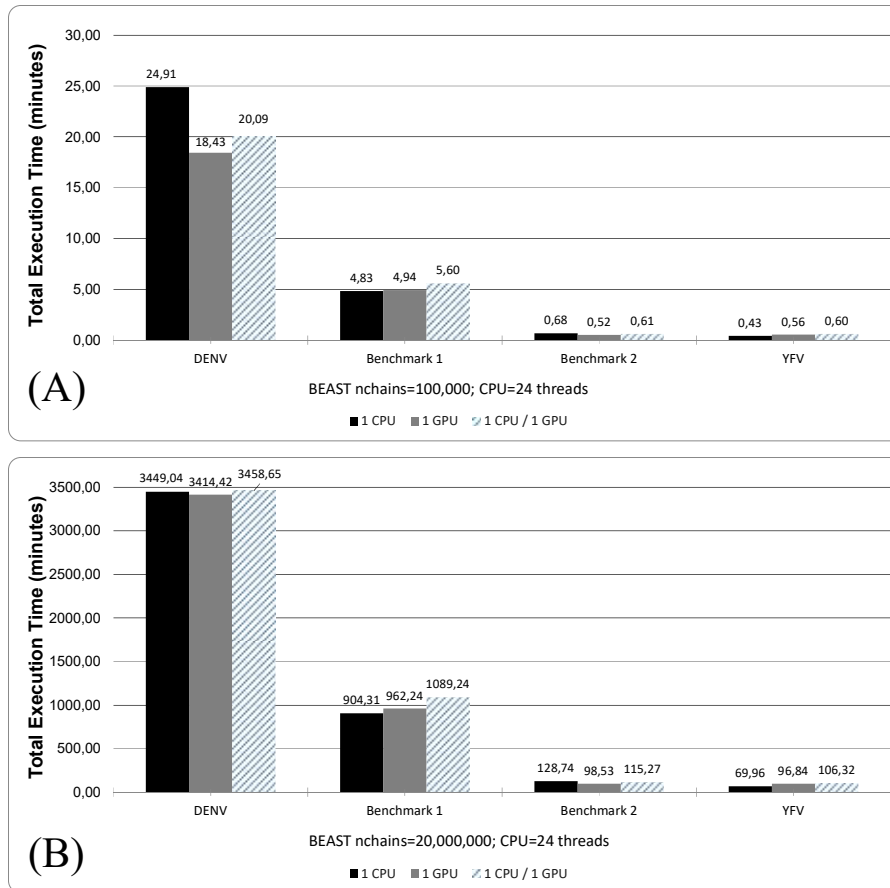 Total Execution Time (minutes)
30,00
25,00
20,00
15,00
10,00
5,00
0,00
24,91
18,43
20,09
4,83
4,94
5,60
0,68
0,52
0,61
0,43
0,56
0,60
DENV
Benchmark 1
Benchmark 2
YFV
(A)
BEAST nchains=100,000; CPU=24 threads
1 CPU
1 GPU
1 CPU / 1 GPU
Total Execution Time (minutes)
3500,00
3000,00
2500,00
2000,00
1500,00
1000,00
500,00
0,00
3449,04
3414,42
3458,65
904,31
962,24
1089,24
128,74
98,53
115,27
69,96
96,84
106,32
DENV
Benchmark 1
Benchmark 2
YFV
(B)
BEAST nchains=20,000,000; CPU=24 threads
1 CPU
1 GPU
1 CPU / 1 GPU